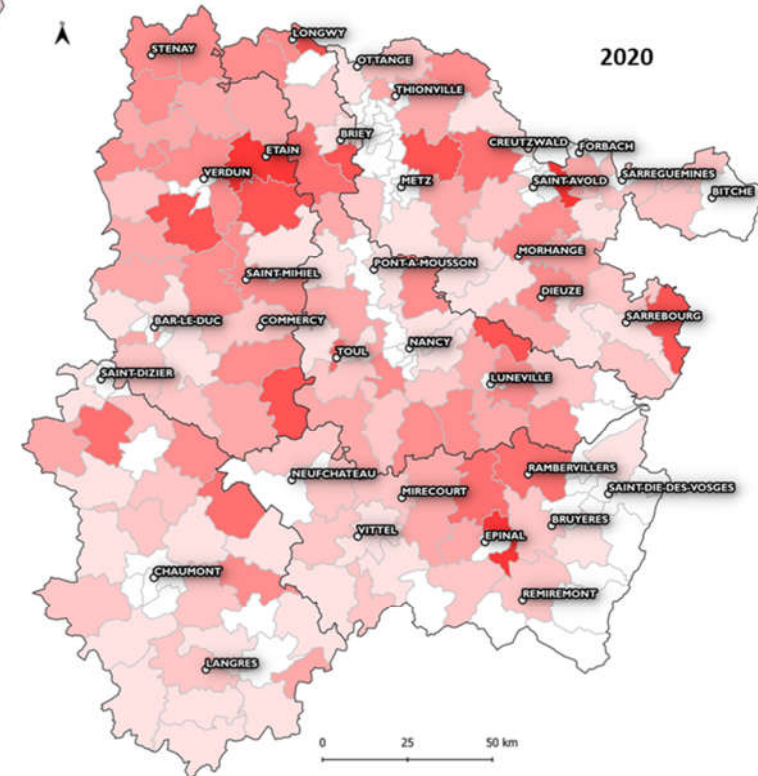 LONGWY
STENAY
2020
OTTANGE
THIONVILLE
BRIEY
CREUTZWALD
FORBACH
ETAIN
VERDUN
METZ
SAINT-AVOLD
SARREGUEMINES
BITCHE
MORHANGE
PONT-A-MOUSSON
SAINT-MIHIEL
DIEUZE
BAR-LE-DUC
COMMERCY
SARREBOURG
TOUL
NANCY
SAINT-DIZIER
LUNEVILLE
NEUFCHATEAU
RAMBERVILLERS
MIRECOURT
SAINT-DIE-DES-VOSGES
VITTEL
BRUYERES
EPINAL
CHAUMONT
REMIREMONT
LANGRES
0 25 50 km